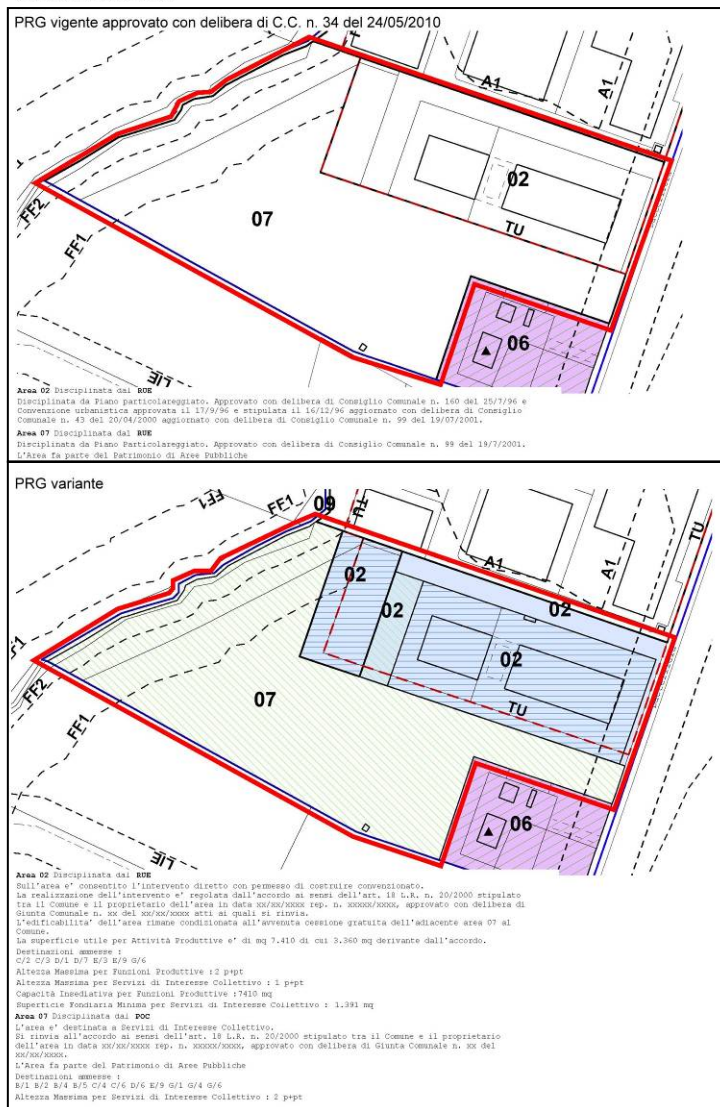 PRG vigente approvato con delibera di C.C. n. 34 del 24/05/2010
A1
A1
02
TU
07
FF2
FF1
06
LIE
Area 02 Disciplinata dal RUE
Disciplinata da Piano particolareggiato. Approvato con delibera di Consiglio Comunale n. 160 del 25/7/96 e
Convenzione urbanistica approvata il 17/9/96 e stipulata il 16/12/96 aggiornato con delibera di Consiglio
Comunale n. 43 del 20/04/2000 aggiornato con delibera di Consiglio Comunale n. 99 del 19/07/2001.
Area 07 Disciplinata dal RUE
Disciplinata da Piano Particolareggiato. Approvato con delibera di Consiglio Comunale n. 99 del 19/7/2001.
L'Area fa parte del Patrimonio di Aree Pubbliche
PRG variante
FF1
FF1
09
TU
A1
A1
TU
02
02
02
02
TU
07
FF2
FF1
06
LIE
Area 02 Disciplinata dal RUE
Sull'area e' consentito l'intervento diretto con permesso di costruire convenzionato.
La realizzazione dell'intervento e' regolata dall'accordo ai sensi dell'art. 18 L.R. n. 20/2000 stipulato
tra il Comune e il proprietario dell'area in data xx/xx/xxxx rep. n. xxxxx/xxxx, approvato con delibera di
Giunta Comunale n. xx del xx/xx/xxxx atti ai quali si rinvia.
L'edificabilita' dell'area rimane condizionata all'avvenuta cessione gratuita dell'adiacente area 07 al
Comune.
La superficie utile per Attività Produttive e' di mq 7.410 di cui 3.360 mq derivante dall'accordo.
Destinazioni ammesse :
C/2 C/3 D/1 D/7 E/3 E/9 G/6
Altezza Massima per Funzioni Produttive : 2 p+pt
Altezza Massima per Servizi di Interesse Collettivo : 1 p+pt
Capacità Insediativa per Funzioni Produttive :7410 mq
Superficie Fondiaria Minima per Servizi di Interesse Collettivo : 1.391 mq
Area 07 Disciplinata dal POC
L'area e' destinata a Servizi di Interesse Collettivo.
Si rinvia all'accordo ai sensi dell'art. 18 L.R. n. 20/2000 stipulato tra il Comune e il proprietario
dell'area in data xx/xx/xxxx rep. n. xxxxx/xxxx, approvato con delibera di Giunta Comunale n. xx del
xx/xx/xxxx.
L'Area fa parte del Patrimonio di Aree Pubbliche
Destinazioni ammesse :
B/1 B/2 B/4 B/5 C/4 C/6 D/6 E/9 G/1 G/4 G/6
Altezza Massima per Servizi di Interesse Collettivo : 2 p+pt